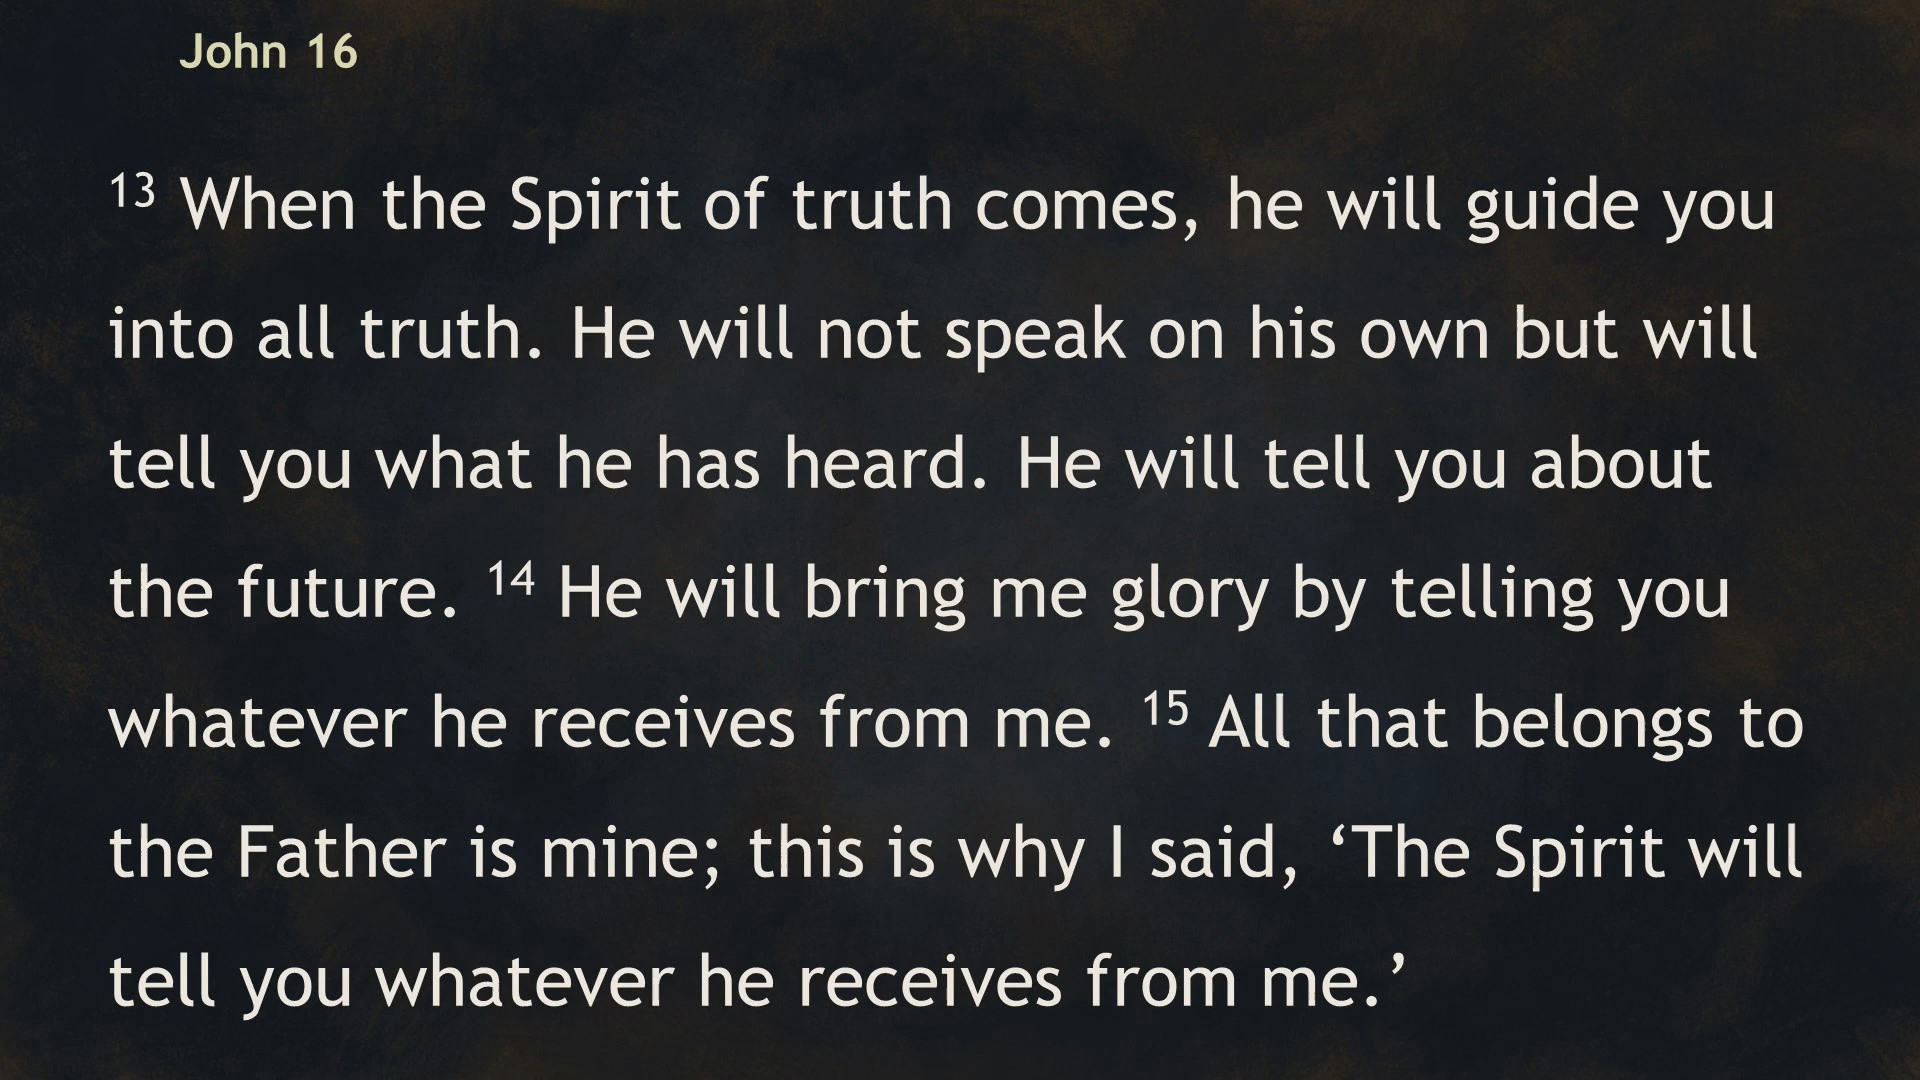 John 16
13 When the Spirit of truth comes, he will guide you
into all truth. He will not speak on his own but will
tell you what he has heard. He will tell you about
the future. 14 He will bring me glory by telling you
whatever he receives from me. 15 All that belongs to
the Father is mine; this is why I said, ‘The Spirit will
tell you whatever he receives from me.’